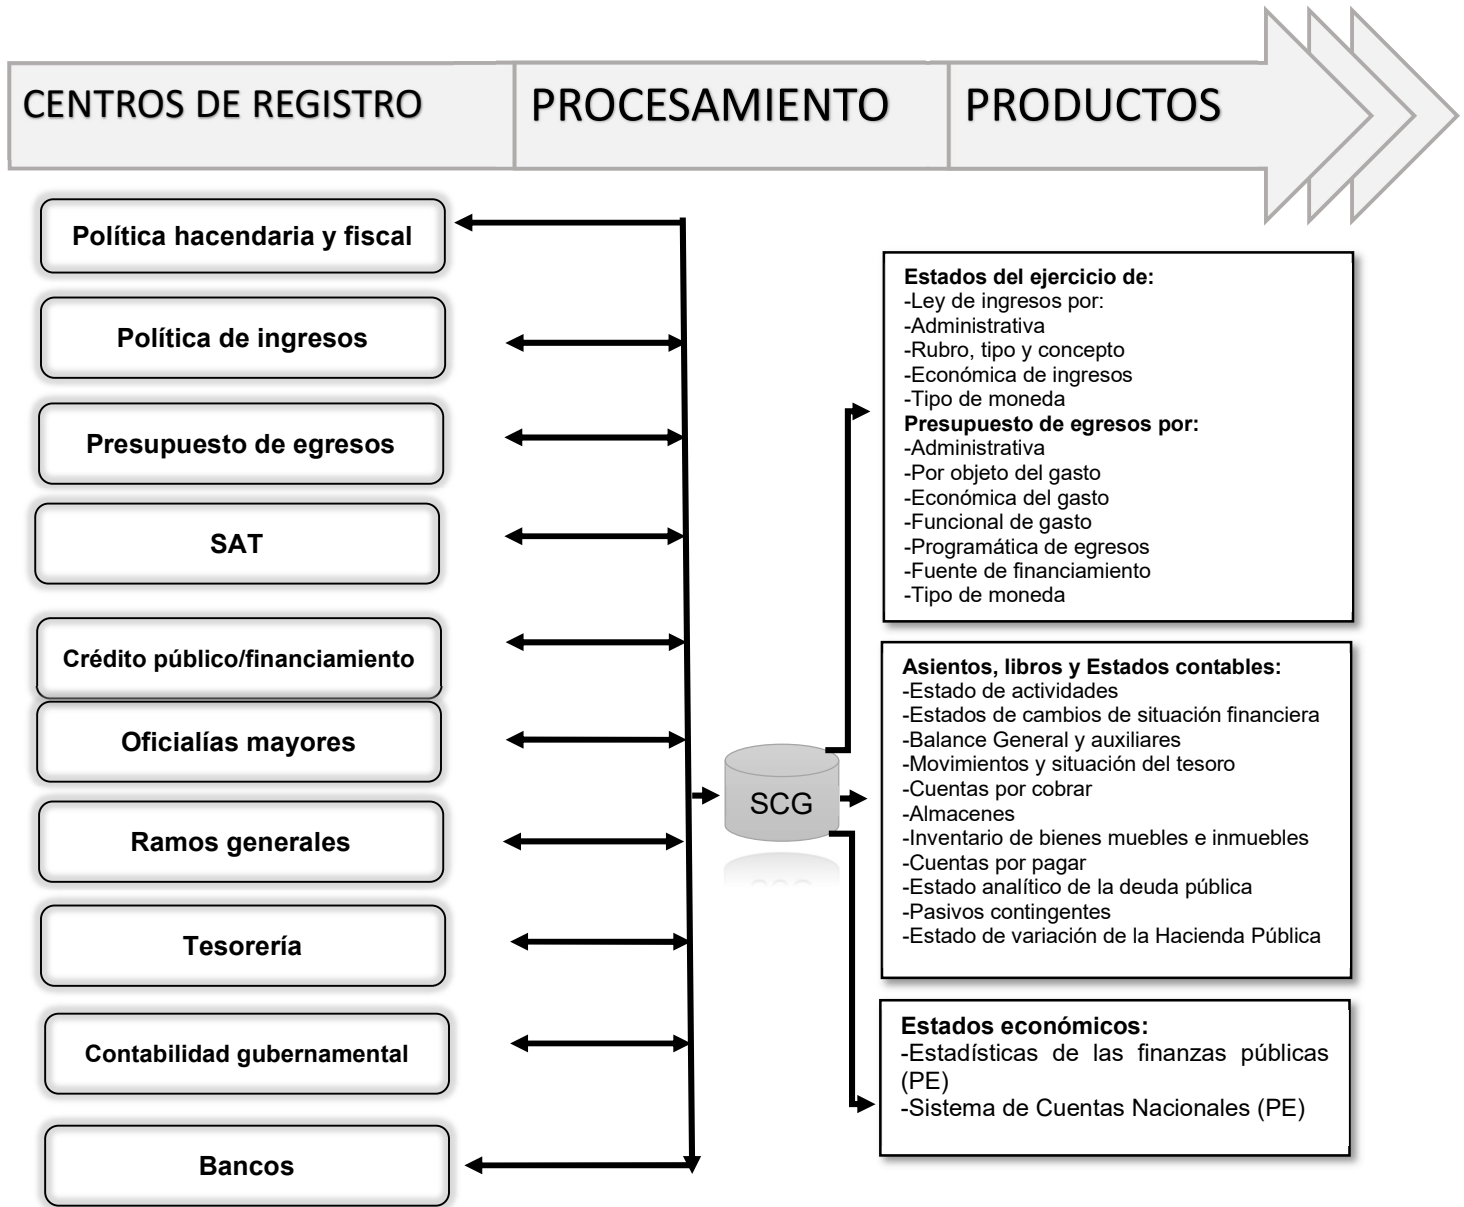 CENTROS DE REGISTRO
PROCESAMIENTO
PRODUCTOS
Política hacendaria y fiscal
Política de ingresos
Presupuesto de egresos
SAT
Crédito público/financiamiento
Oficialías mayores
Ramos generales
Tesorería
Contabilidad gubernamental
Bancos
SCG
Estados del ejercicio de:
-Ley de ingresos por:
-Administrativa
-Rubro, tipo y concepto
-Económica de ingresos
-Tipo de moneda
Presupuesto de egresos por:
-Administrativa
-Por objeto del gasto
-Económica del gasto
-Funcional de gasto
-Programática de egresos
-Fuente de financiamiento
-Tipo de moneda
Asientos, libros y Estados contables:
-Estado de actividades
-Estados de cambios de situación financiera
-Balance General y auxiliares
-Movimientos y situación del tesoro
-Cuentas por cobrar
-Almacenes
-Inventario de bienes muebles e inmuebles
-Cuentas por pagar
-Estado analítico de la deuda pública
-Pasivos contingentes
-Estado de variación de la Hacienda Pública
Estados económicos:
-Estadísticas de las finanzas públicas
(PE)
-Sistema de Cuentas Nacionales (PE)